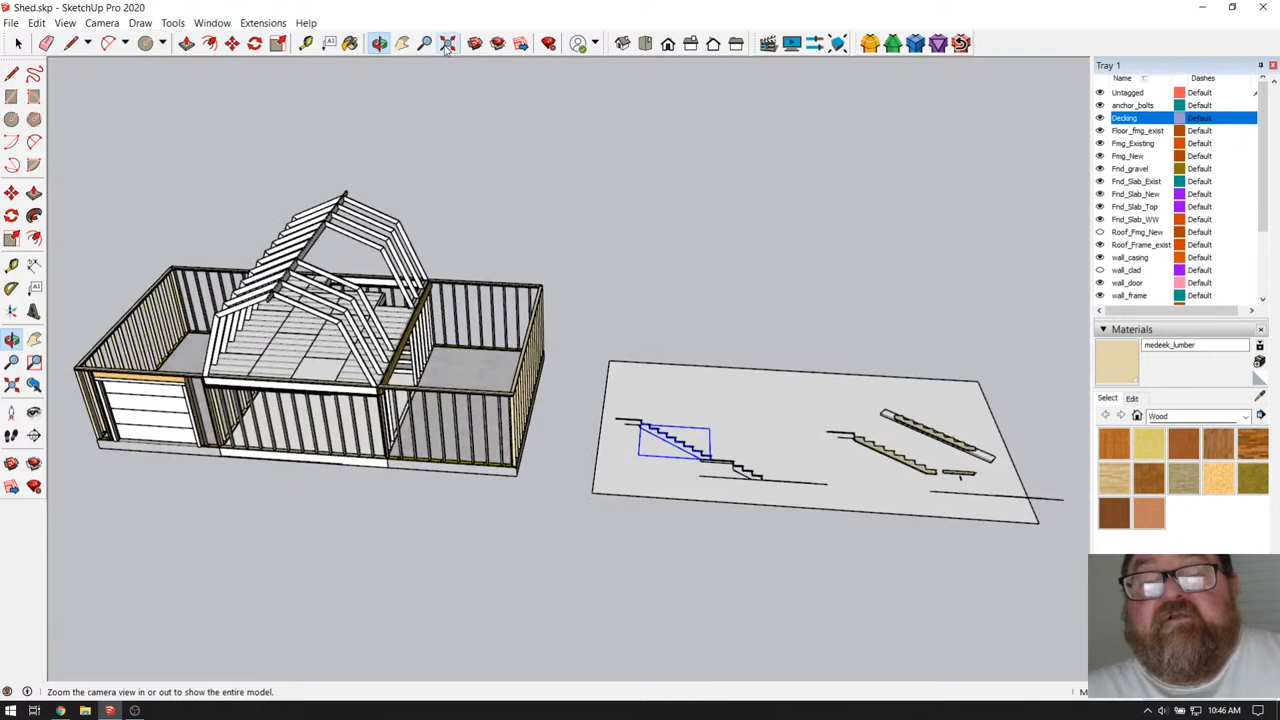 Shed.skp - SketchUp Pro 2020
File Edit View Camera Draw Tools Window Extensions Help
Tray 1
Name Dashes
Untagged Default
anchor_bolts Default
Decking Default
Floor_fmg_exist Default
Fmg_Existing Default
Fmg_New Default
Fnd_gravel Default
Fnd_Slab_Exist Default
Fnd_Slab_New Default
Fnd_Slab_Top Default
Fnd_Slab_WW Default
Roof_Fmg_New Default
Roof_Frame_exist Default
wall_casing Default
wall_clad Default
wall_door Default
wall_frame Default
Materials
medeek_lumber
Select Edit
Wood
Zoom the camera view in or out to show the entire model.
M
10:46 AM